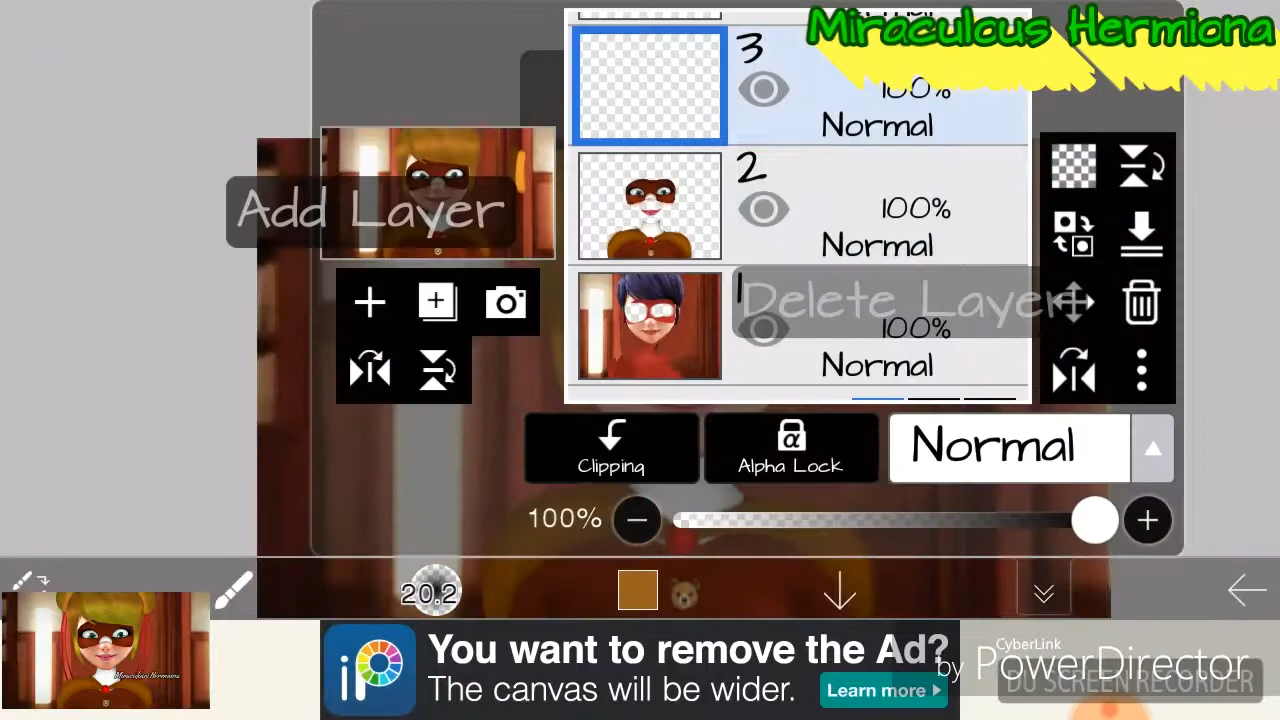 Miraculous Hermiona
3
100%
Normal
Add Layer
2
100%
Normal
1
Delete Layer
100%
Normal
Clipping
Alpha Lock
Normal
100%
20.2
You want to remove the Ad?
The canvas will be wider.
Learn more
CyberLink
by PowerDirector
DU SCREEN RECORDER